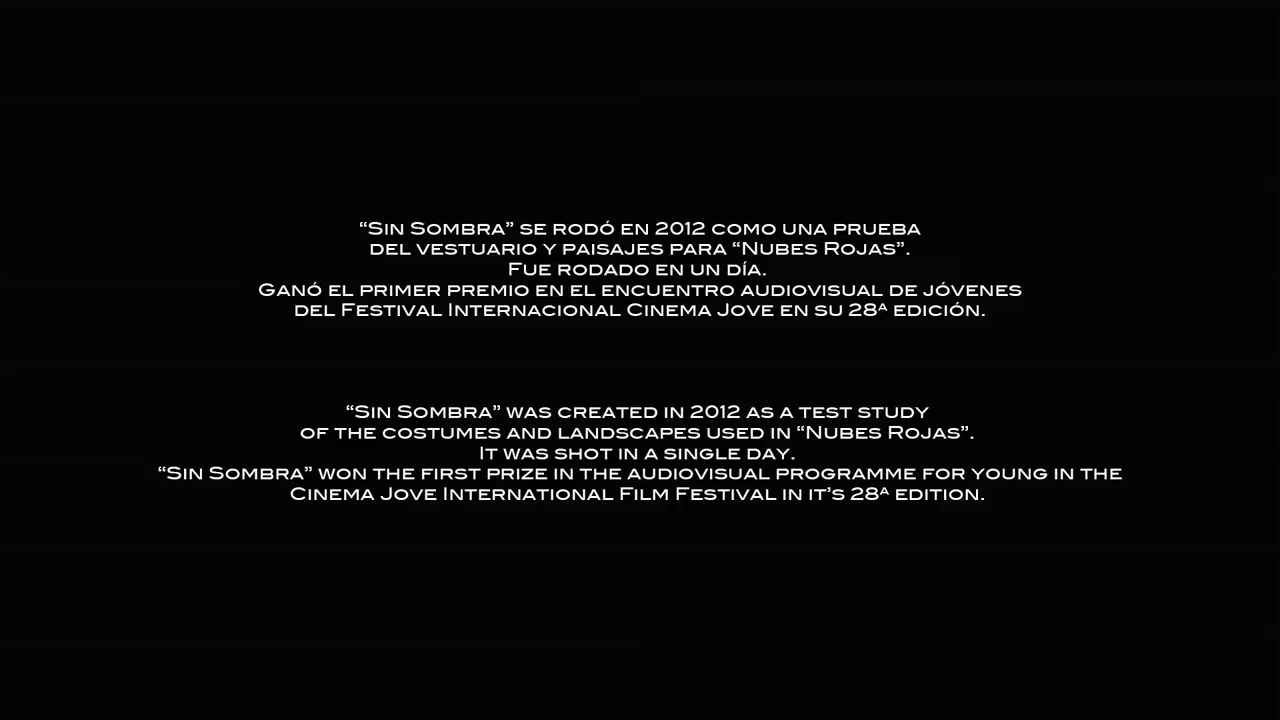 “Sin Sombra” se rodó en 2012 como una prueba
del vestuario y paisajes para “Nubes Rojas”.
Fue rodado en un día.
Ganó el primer premio en el encuentro audiovisual de jóvenes
del Festival Internacional Cinema Jove en su 28ª edición.
“Sin Sombra” was created in 2012 as a test study
of the costumes and landscapes used in “Nubes Rojas”.
It was shot in a single day.
“Sin Sombra” won the first prize in the audiovisual programme for young in the
Cinema Jove International Film Festival in it’s 28ª edition.